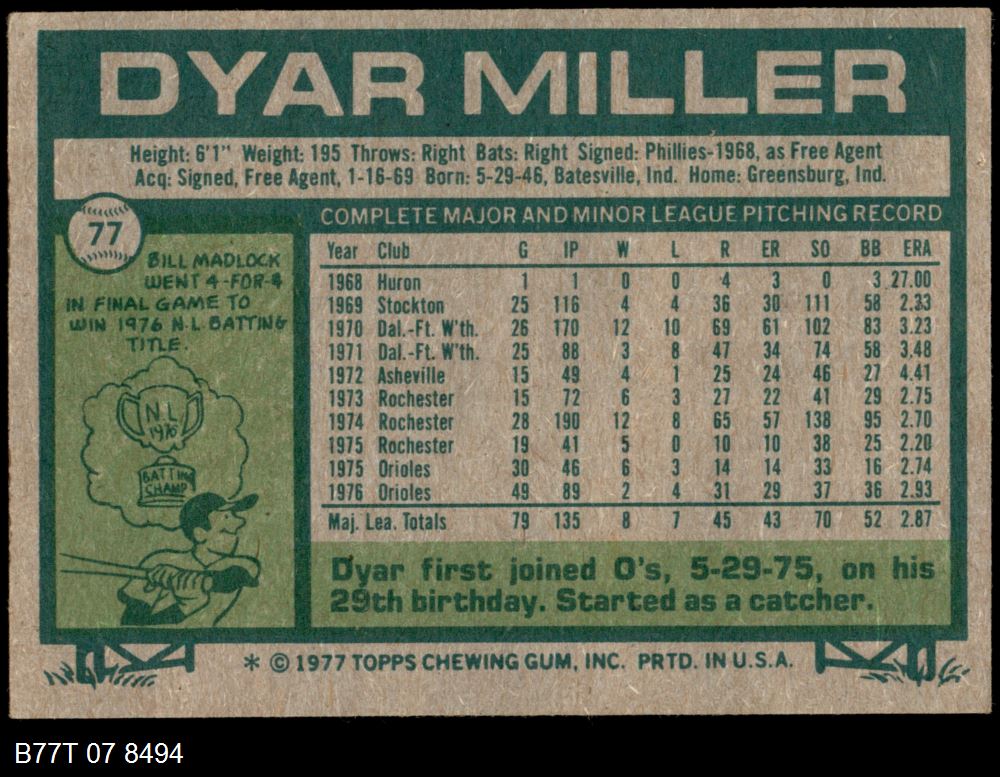 DYAR MILLER
Height: 6'1" Weight: 195 Throws: Right Bats: Right Signed: Phillies-1968, as Free Agent
Acq: Signed, Free Agent, 1-16-69 Born: 5-29-46, Batesville, Ind. Home: Greensburg, Ind.
77
BILL MADLOCK
WENT 4-FOR-4
IN FINAL GAME TO
WIN 1976 N.L. BATTING
TITLE.
N.L.
1976
BATTING
CHAMP
COMPLETE MAJOR AND MINOR LEAGUE PITCHING RECORD
Year Club G IP W L R ER SO BB ERA
1968 Huron 1 1 0 0 4 3 0 3 27.00
1969 Stockton 25 116 4 4 36 30 111 58 2.33
1970 Dal.-Ft. W'th. 26 170 12 10 69 61 102 83 3.23
1971 Dal.-Ft. W'th. 25 88 3 8 47 34 74 58 3.48
1972 Asheville 15 49 4 1 25 24 46 27 4.41
1973 Rochester 15 72 6 3 27 22 41 29 2.75
1974 Rochester 28 190 12 8 65 57 138 95 2.70
1975 Rochester 19 41 5 0 10 10 38 25 2.20
1975 Orioles 30 46 6 3 14 14 33 16 2.74
1976 Orioles 49 89 2 4 31 29 37 36 2.93
Maj. Lea. Totals 79 135 8 7 45 43 70 52 2.87
Dyar first joined O's, 5-29-75, on his
29th birthday. Started as a catcher.
* © 1977 TOPPS CHEWING GUM, INC. PRTD. IN U.S.A.
B77T 07 8494